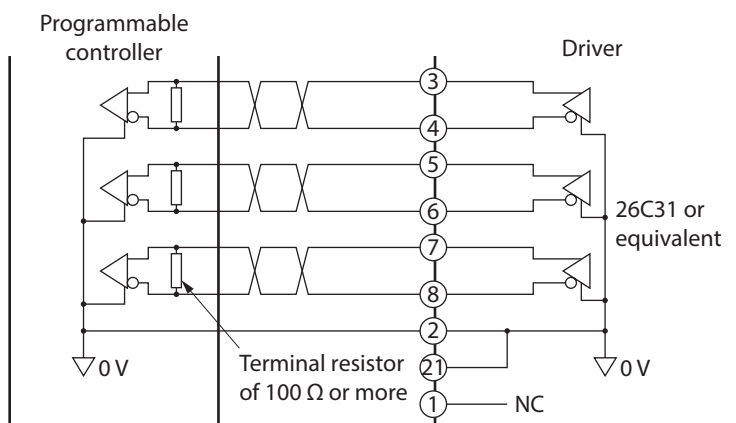 Programmable
controller
Driver
3
4
5
6
26C31 or
equivalent
7
8
2
0 V
Terminal resistor
of 100 Ω or more
21
0 V
1
NC